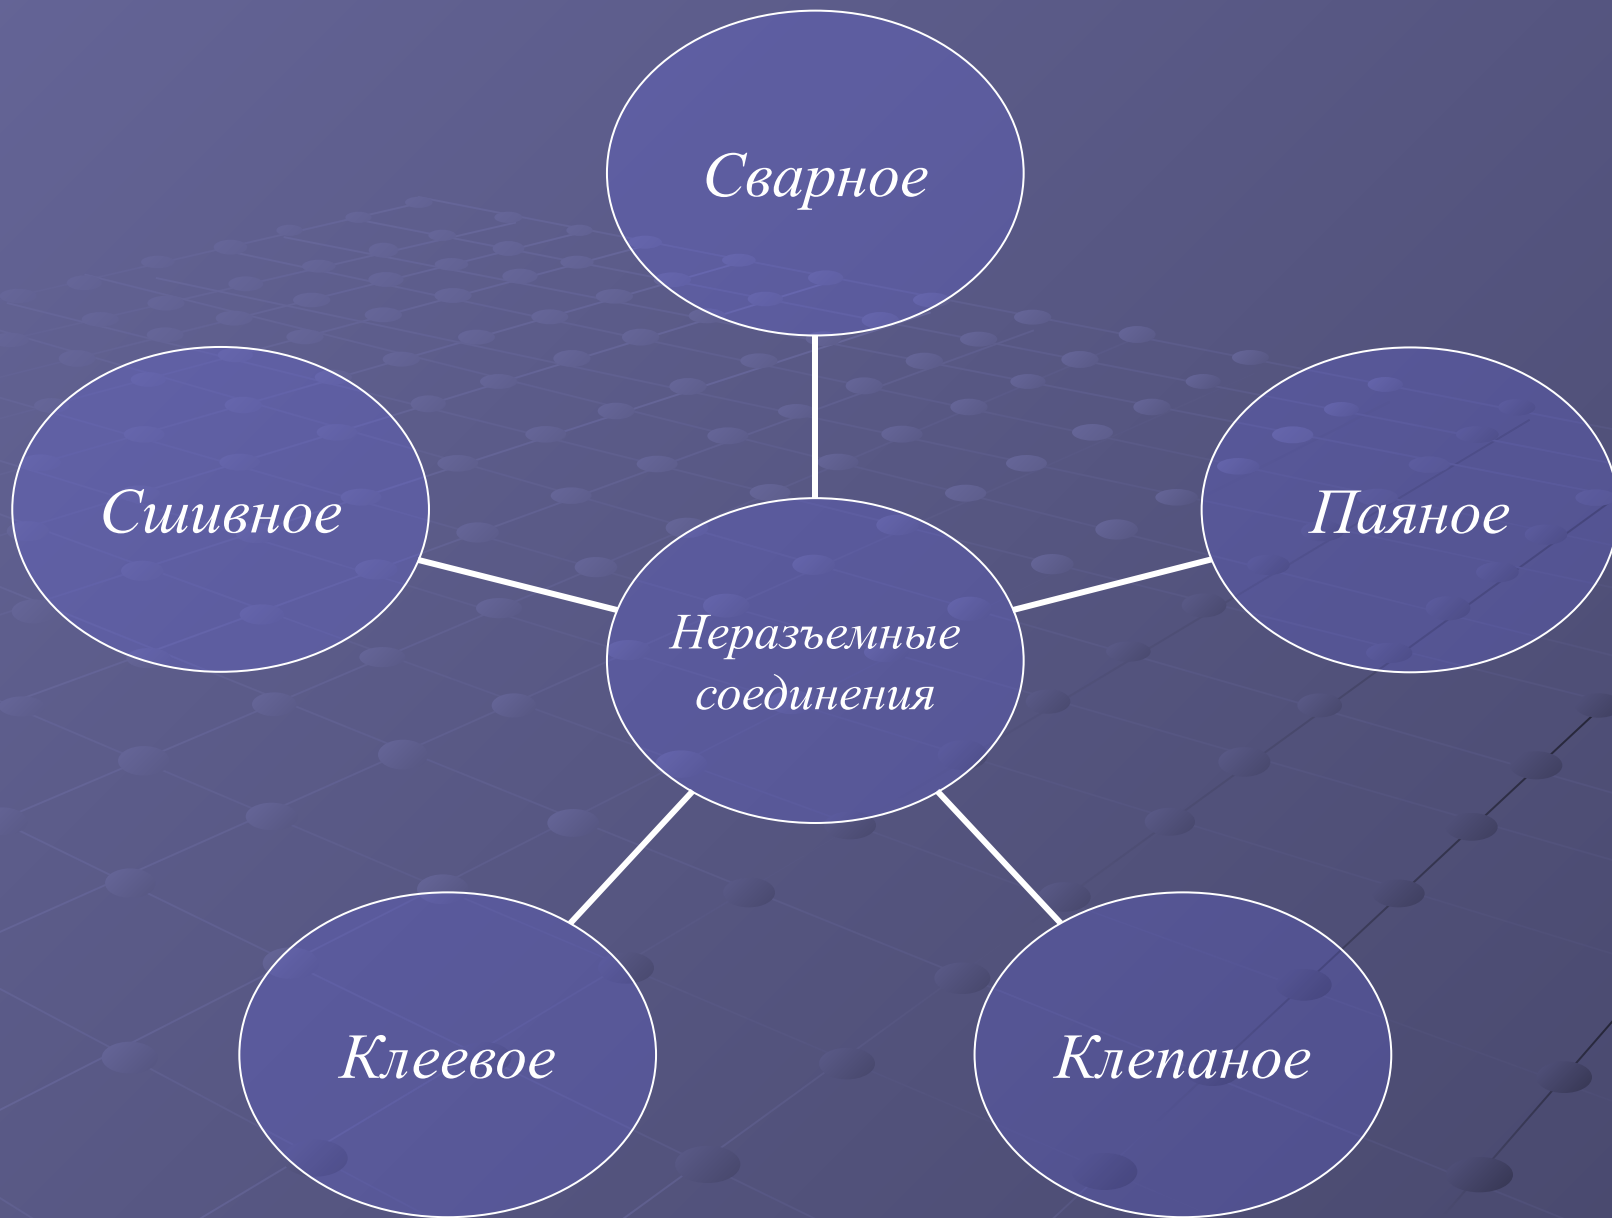 Сварное
Сшивное
Паяное
Неразъемные
соединения
Клеевое
Клепаное